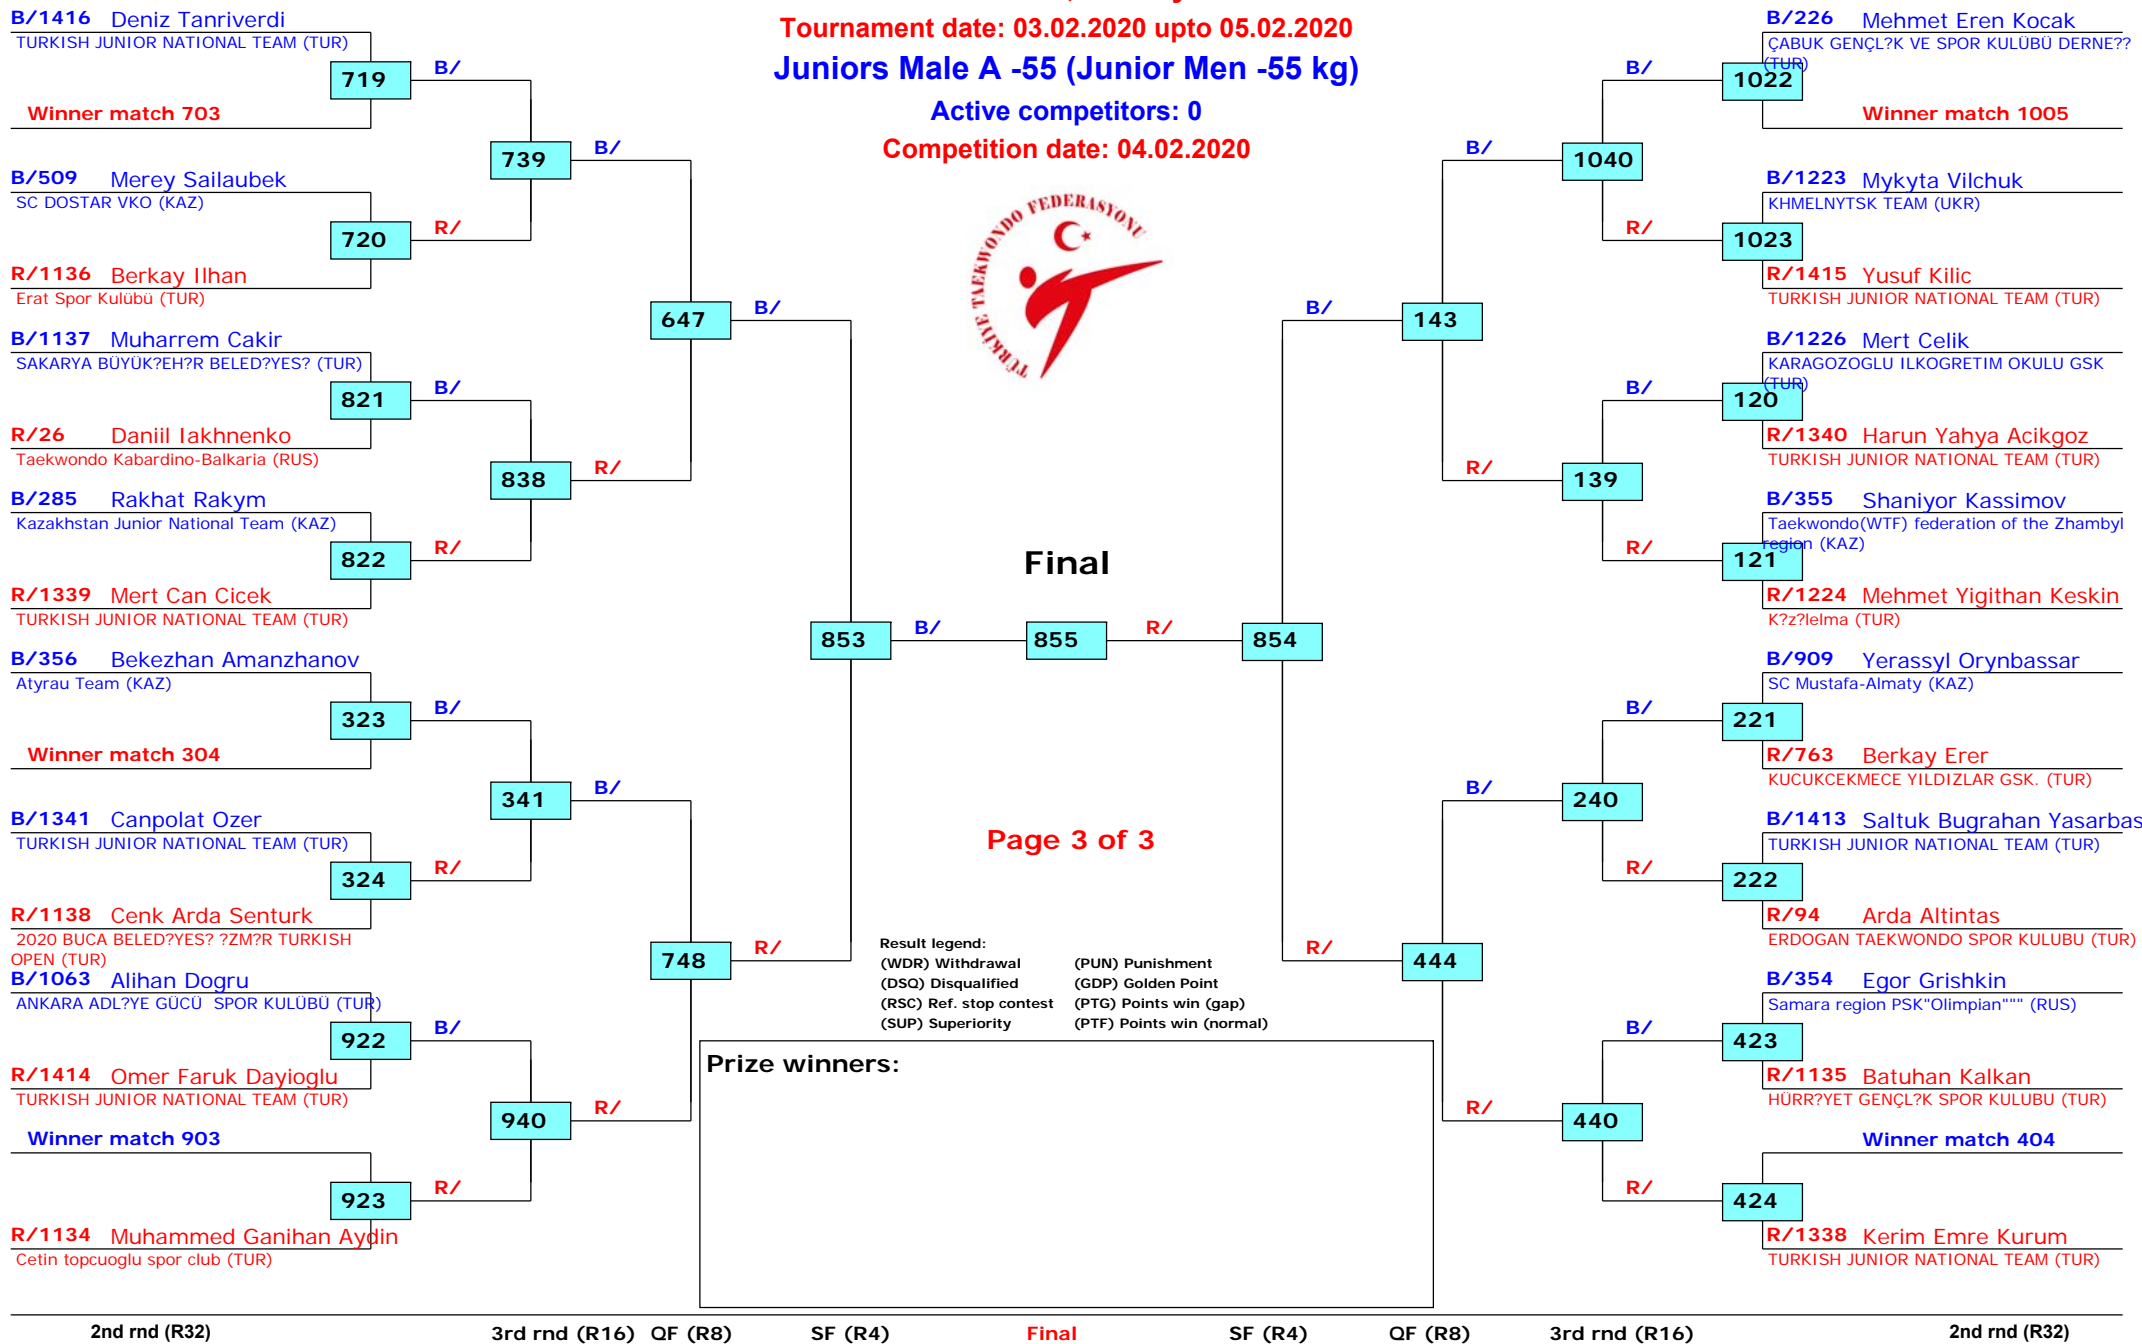 Tournament date: 03.02.2020 upto 05.02.2020
Juniors Male A -55 (Junior Men -55 kg)
Active competitors: 0
Competition date: 04.02.2020
TÜRKİYE TAEKWONDO FEDERASYONU
B/1416 Deniz Tanriverdi
TURKISH JUNIOR NATIONAL TEAM (TUR)
719
B/
Winner match 703
739
B/
B/509 Merey Sailaubek
SC DOSTAR VKO (KAZ)
720
R/
R/1136 Berkay Ilhan
Erat Spor Kulübü (TUR)
647
B/
B/1137 Muharrem Cakir
SAKARYA BÜYÜK?EH?R BELED?YES? (TUR)
821
B/
R/26 Daniil Iakhnenko
Taekwondo Kabardino-Balkaria (RUS)
838
R/
B/285 Rakhat Rakym
Kazakhstan Junior National Team (KAZ)
822
R/
R/1339 Mert Can Cicek
TURKISH JUNIOR NATIONAL TEAM (TUR)
853
B/
B/356 Bekezhan Amanzhanov
Atyrau Team (KAZ)
323
B/
Winner match 304
341
B/
B/1341 Canpolat Ozer
TURKISH JUNIOR NATIONAL TEAM (TUR)
324
R/
R/1138 Cenk Arda Senturk
2020 BUCA BELED?YES? ?ZM?R TURKISH
OPEN (TUR)
748
R/
B/1063 Alihan Dogru
ANKARA ADL?YE GÜCÜ SPOR KULÜBÜ (TUR)
922
B/
R/1414 Omer Faruk Dayioglu
TURKISH JUNIOR NATIONAL TEAM (TUR)
940
R/
Winner match 903
923
R/
R/1134 Muhammed Ganihan Aydin
Cetin topcuoglu spor club (TUR)
Final
855
R/
854
Page 3 of 3
Result legend:
(WDR) Withdrawal (PUN) Punishment
(DSQ) Disqualified (GDP) Golden Point
(RSC) Ref. stop contest (PTG) Points win (gap)
(SUP) Superiority (PTF) Points win (normal)
Prize winners:
B/226 Mehmet Eren Kocak
ÇABUK GENÇL?K VE SPOR KULÜBÜ DERNE??
(TUR)
B/
1022
Winner match 1005
B/
1040
B/1223 Mykyta Vilchuk
KHMELNYTSK TEAM (UKR)
R/
1023
R/1415 Yusuf Kilic
TURKISH JUNIOR NATIONAL TEAM (TUR)
B/
143
B/1226 Mert Celik
KARAGOZOGLU ILKOGRETIM OKULU GSK
(TUR)
B/
120
R/1340 Harun Yahya Acikgoz
TURKISH JUNIOR NATIONAL TEAM (TUR)
R/
139
B/355 Shaniyor Kassimov
Taekwondo(WTF) federation of the Zhambyl
region (KAZ)
R/
121
R/1224 Mehmet Yigithan Keskin
K?z?lelma (TUR)
B/909 Yerassyl Orynbassar
SC Mustafa-Almaty (KAZ)
B/
221
R/763 Berkay Erer
KUCUKCEKMECE YILDIZLAR GSK. (TUR)
B/
240
B/1413 Saltuk Bugrahan Yasarbas
TURKISH JUNIOR NATIONAL TEAM (TUR)
R/
222
R/94 Arda Altintas
ERDOGAN TAEKWONDO SPOR KULUBU (TUR)
R/
444
B/354 Egor Grishkin
Samara region PSK"Olimpian""" (RUS)
B/
423
R/1135 Batuhan Kalkan
HÜRR?YET GENÇL?K SPOR KULUBU (TUR)
R/
440
Winner match 404
R/
424
R/1338 Kerim Emre Kurum
TURKISH JUNIOR NATIONAL TEAM (TUR)
2nd rnd (R32) 3rd rnd (R16) QF (R8) SF (R4) Final SF (R4) QF (R8) 3rd rnd (R16) 2nd rnd (R32)